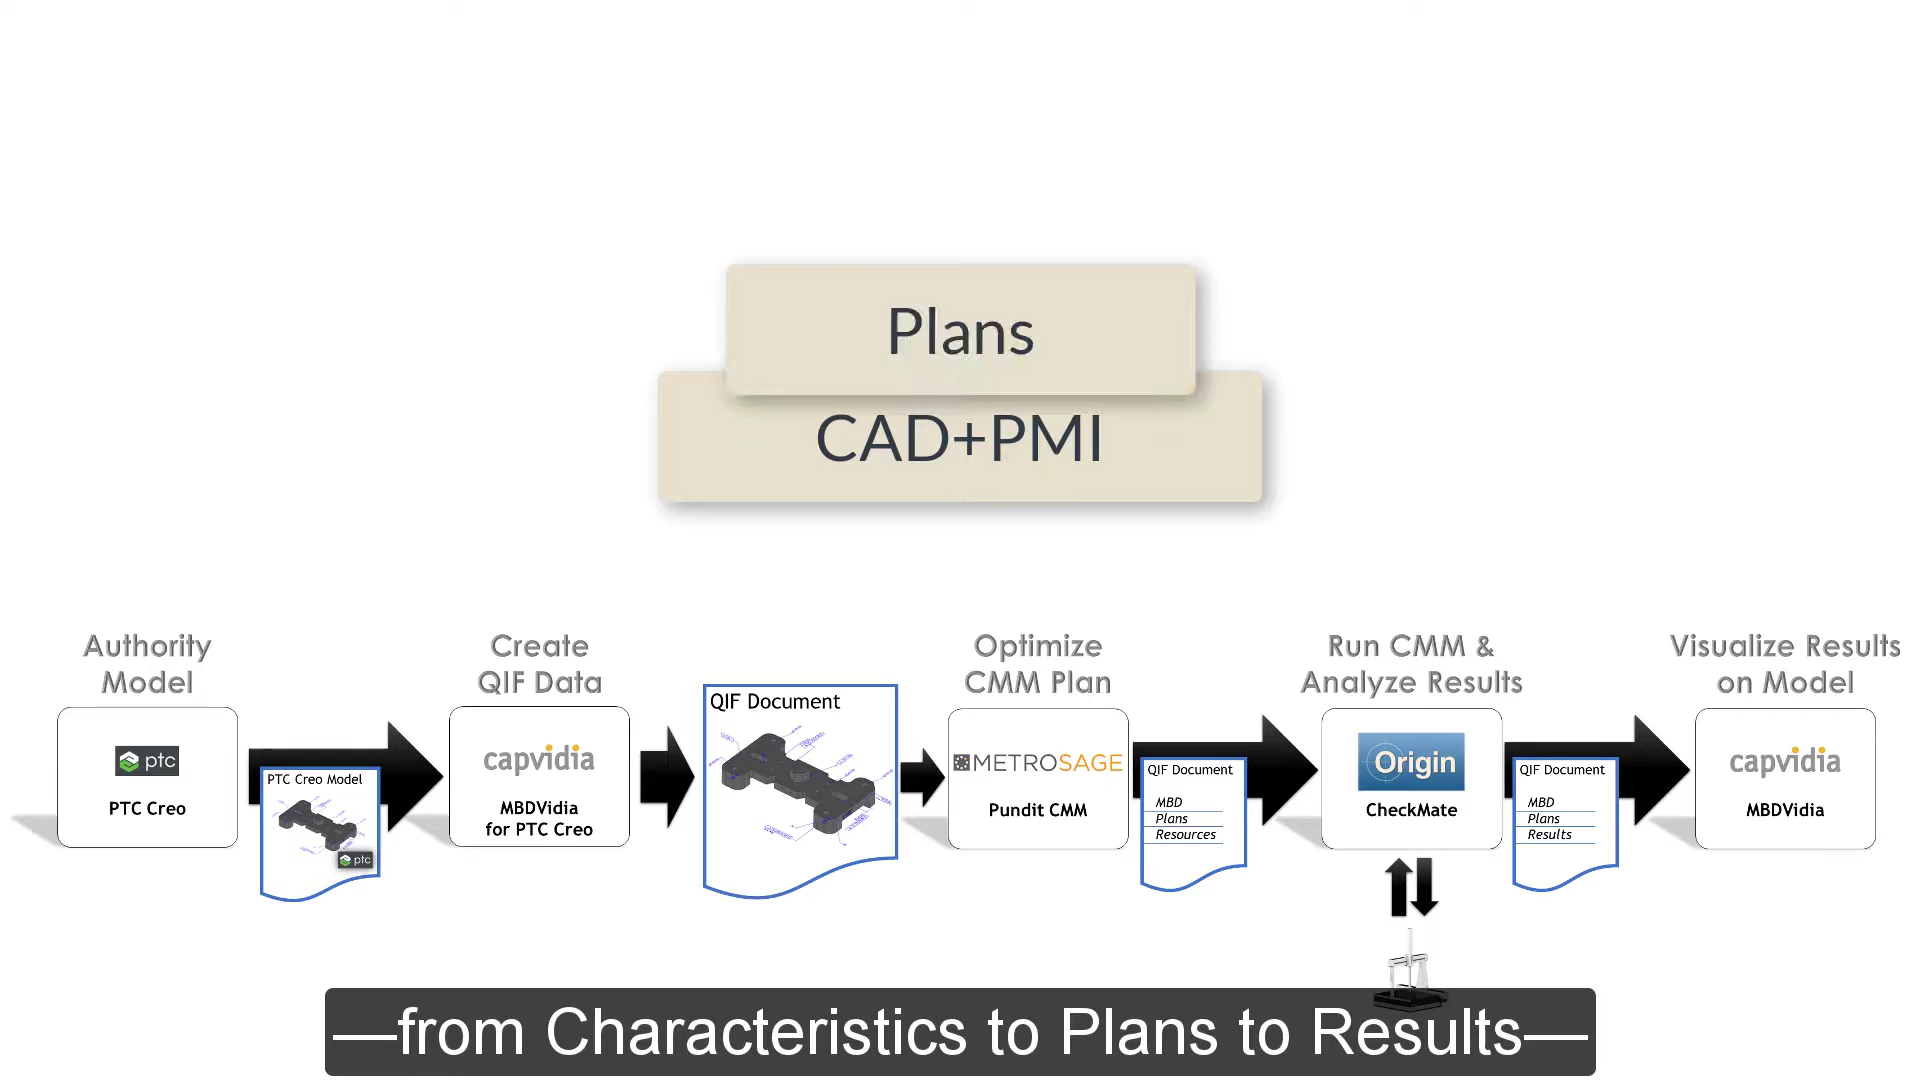 Plans
CAD+PMI
Authority
Model
Create
QIF Data
Optimize
CMM Plan
Run CMM &
Analyze Results
Visualize Results
on Model
ptc
PTC Creo
PTC Creo Model
ptc
capvidia
MBDVidia
for PTC Creo
QIF Document
METROSAGE
Pundit CMM
QIF Document
MBD
Plans
Resources
Origin
CheckMate
QIF Document
MBD
Plans
Results
capvidia
MBDVidia
—from Characteristics to Plans to Results—